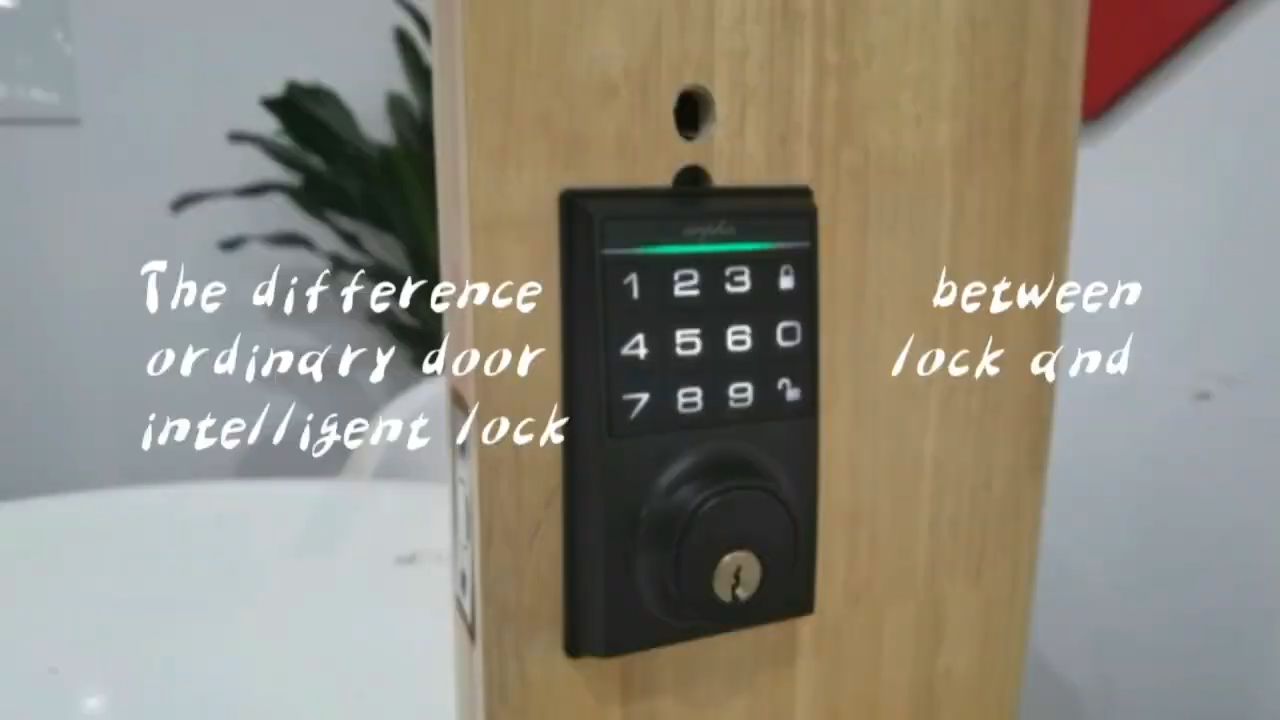 The difference between
ordinary door lock and
intelligent lock
1 2 3
4 5 6 0
7 8 9